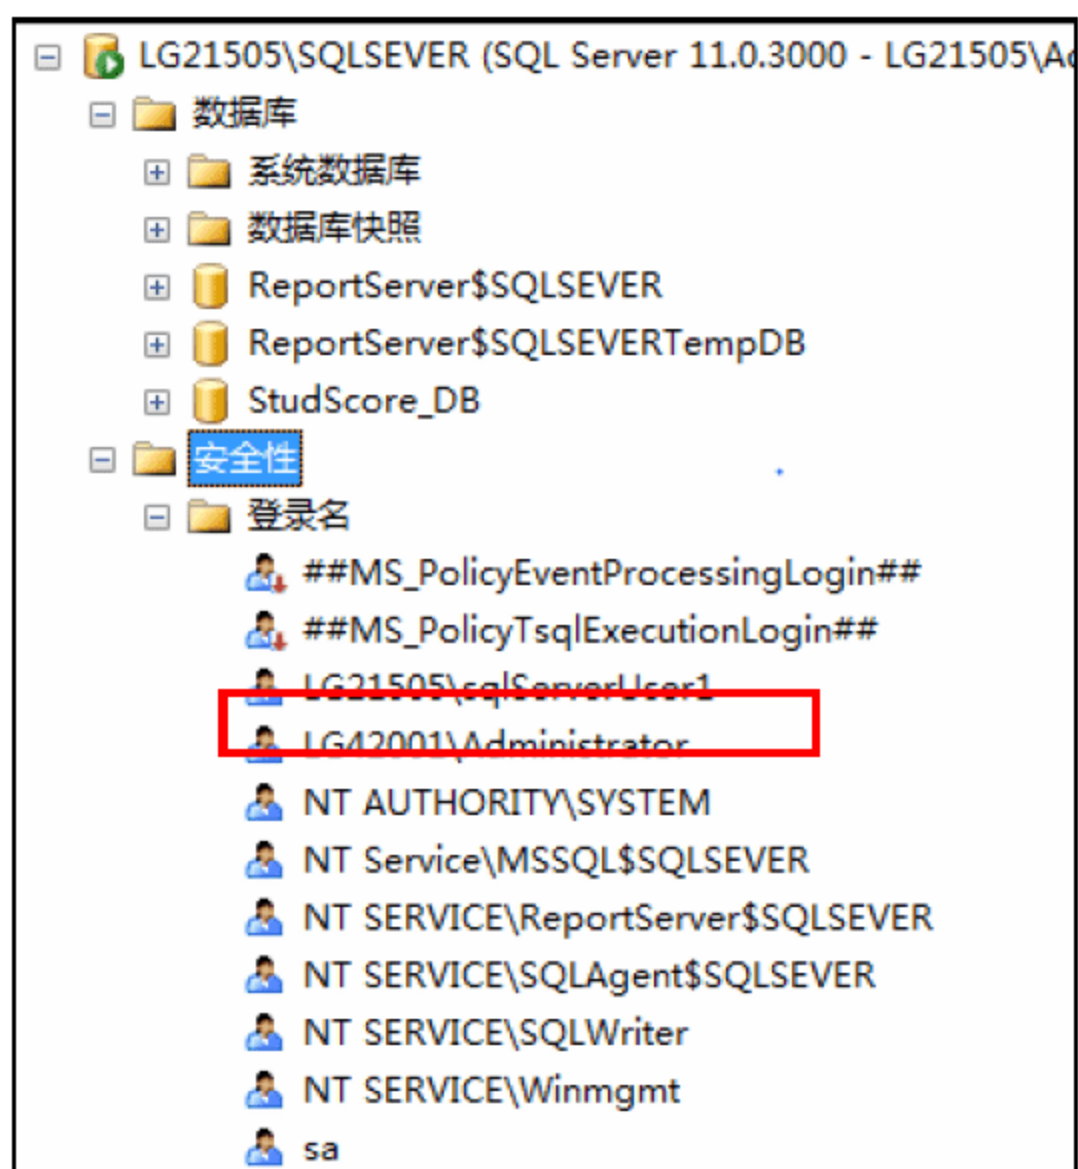 LG21505\SQLSEVER (SQL Server 11.0.3000 - LG21505\Ad
数据库
系统数据库
数据库快照
ReportServer$SQLSEVER
ReportServer$SQLSEVERTempDB
StudScore_DB
安全性
登录名
##MS_PolicyEventProcessingLogin##
##MS_PolicyTsqlExecutionLogin##
LG21505\sqlServerUser1
LG42001\Administrator
NT AUTHORITY\SYSTEM
NT Service\MSSQL$SQLSEVER
NT SERVICE\ReportServer$SQLSEVER
NT SERVICE\SQLAgent$SQLSEVER
NT SERVICE\SQLWriter
NT SERVICE\Winmgmt
sa